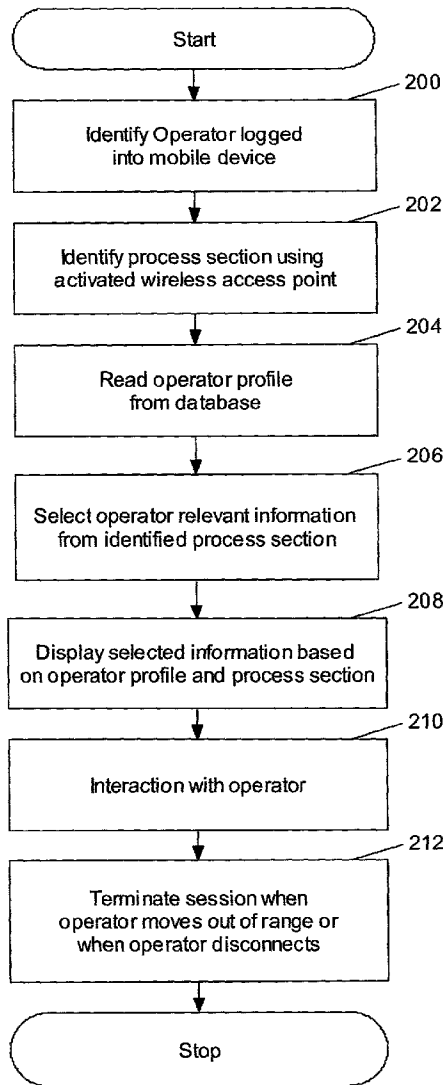 Start
200
Identify Operator logged
into mobile device
202
Identify process section using
activated wireless access point
204
Read operator profile
from database
206
Select operator relevant information
from identified process section
208
Display selected information based
on operator profile and process section
210
Interaction with operator
212
Terminate session when
operator moves out of range or
when operator disconnects
Stop